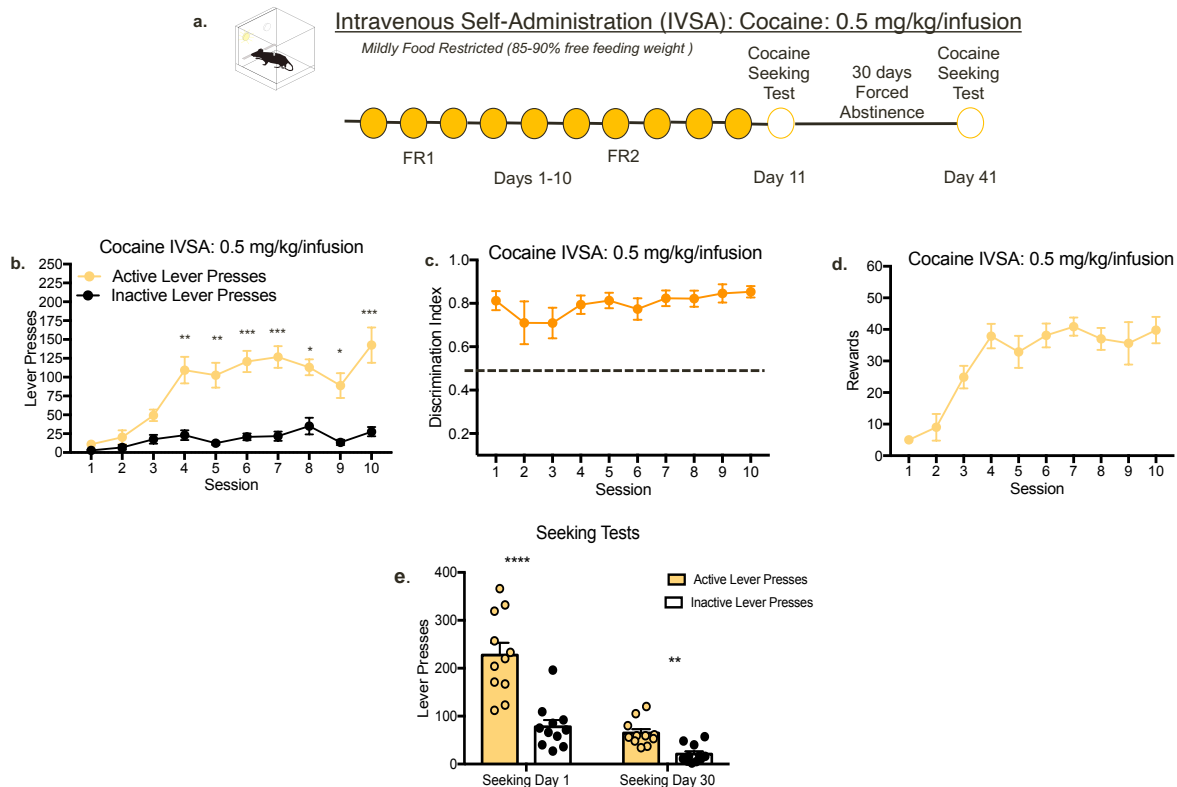 a.
Intravenous Self-Administration (IVSA): Cocaine: 0.5 mg/kg/infusion
Mildly Food Restricted (85-90% free feeding weight )
Cocaine
Seeking
Test
30 days
Forced
Abstinence
Cocaine
Seeking
Test
FR1
FR2
Days 1-10
Day 11
Day 41
b.
Cocaine IVSA: 0.5 mg/kg/infusion
Active Lever Presses
Inactive Lever Presses
Lever Presses
250
225
200
175
150
125
100
75
50
25
0
** ** *** *** * * ***
1 2 3 4 5 6 7 8 9 10
Session
c.
Cocaine IVSA: 0.5 mg/kg/infusion
Discrimination Index
1.0
0.8
0.6
0.4
0.2
1 2 3 4 5 6 7 8 9 10
Session
d.
Cocaine IVSA: 0.5 mg/kg/infusion
Rewards
60
50
40
30
20
10
0
1 2 3 4 5 6 7 8 9 10
Session
Seeking Tests
e.
****
**
Active Lever Presses
Inactive Lever Presses
Lever Presses
400
300
200
100
0
Seeking Day 1
Seeking Day 30